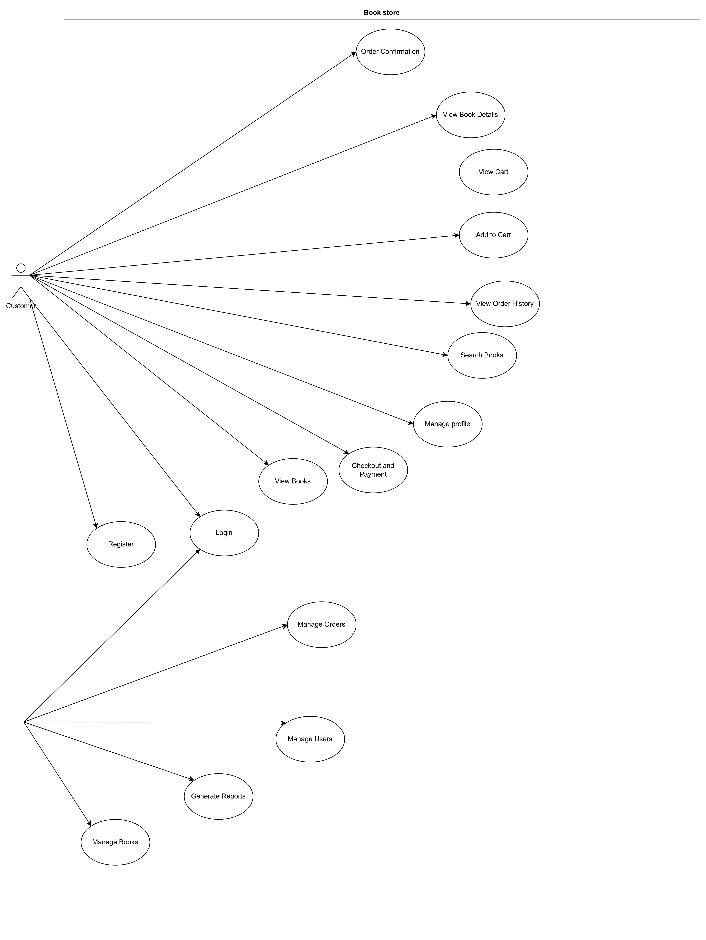 Book store
Order Confirmation
View Book Details
View Cart
Add to Cart
Customer
View Order History
Search Books
Manage profile
Checkout and
Payment
View Books
Login
Register
Manage Orders
Manage Users
Generate Reports
Manage Books